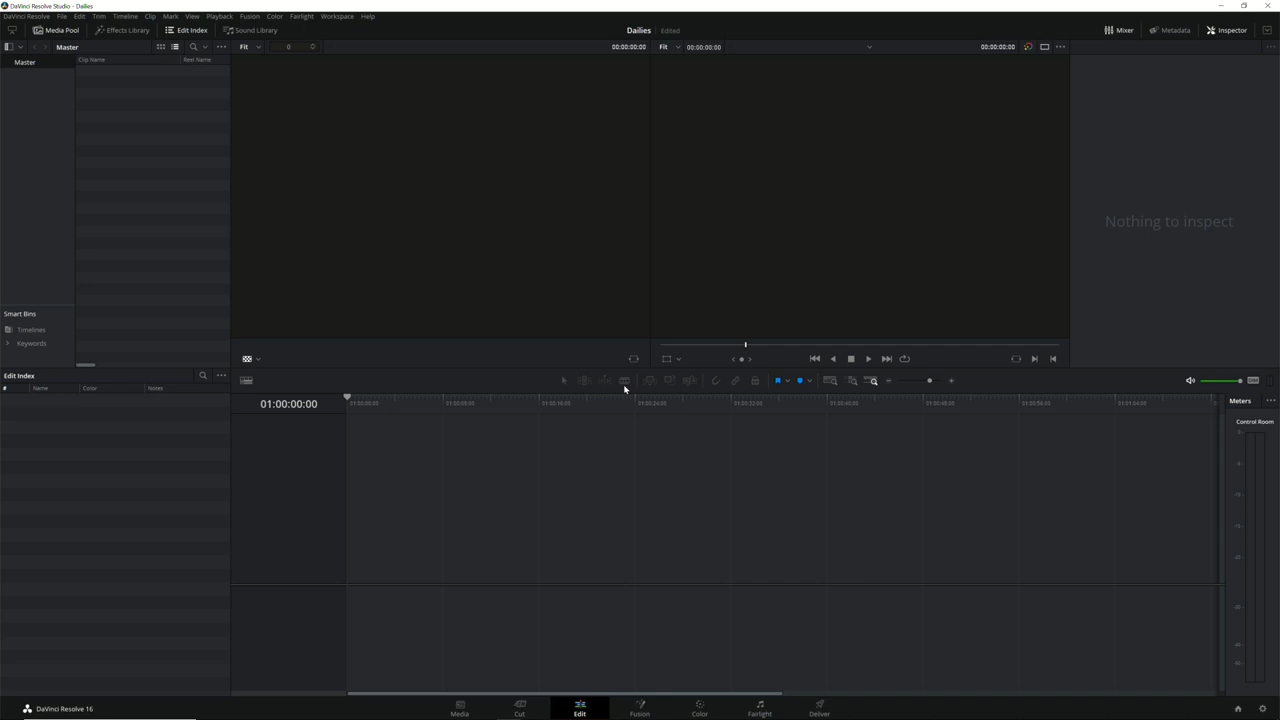 DaVinci Resolve Studio - Dailies
DaVinci Resolve File Edit Trim Timeline Clip Mark View Playback Fusion Color Fairlight Workspace Help
Media Pool Effects Library Edit Index Sound Library Dailies Edited Mixer Metadata Inspector
Master Fit 0 00:00:00:00 Fit 00:00:00:00 00:00:00:00
Master Clip Name Reel Name
Nothing to inspect
Smart Bins
Timelines
Keywords
Edit Index
# Name Color Notes
01:00:00:00 01:00:00:00 01:00:08:00 01:00:16:00 01:00:24:00 01:00:32:00 01:00:40:00 01:00:48:00 01:00:56:00 01:01:04:00
DIM
Meters
Control Room
DaVinci Resolve 16
Media Cut Edit Fusion Color Fairlight Deliver